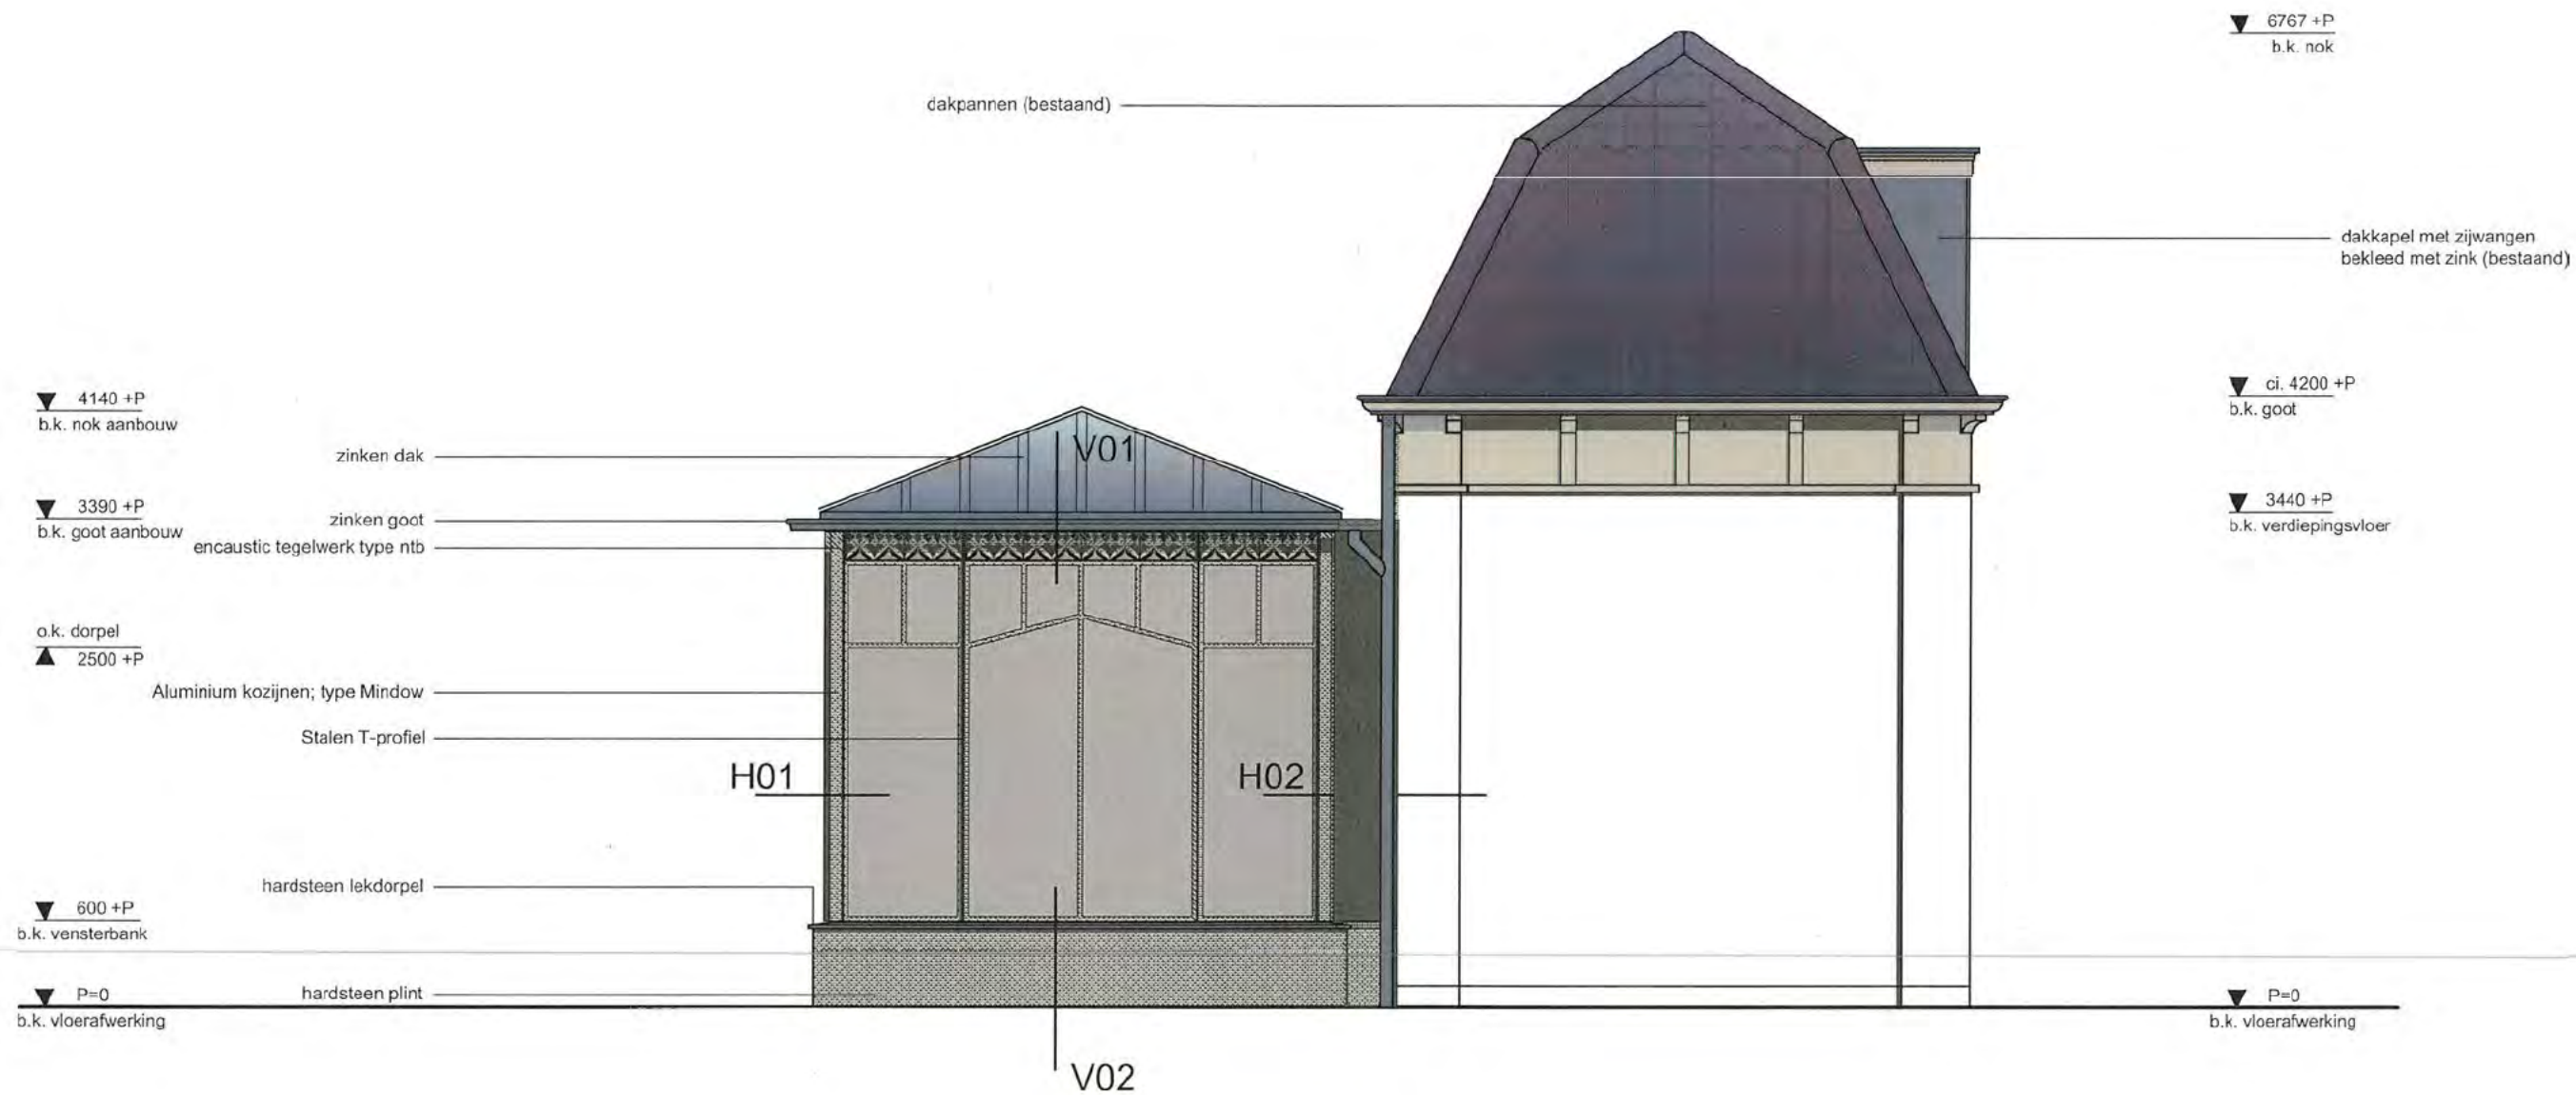 6767 +P
b.k. nok
dakpannen (bestaand)
dakkapel met zijwangen
bekleed met zink (bestaand)
4140 +P
b.k. nok aanbouw
ci. 4200 +P
b.k. goot
zinken dak
V01
3390 +P
b.k. goot aanbouw
3440 +P
b.k. verdiepingsvloer
zinken goot
encaustic tegelwerk type ntb
o.k. dorpel
2500 +P
Aluminium kozijnen; type Mindow
Stalen T-profiel
H01
H02
hardsteen lekdorpel
600 +P
b.k. vensterbank
hardsteen plint
P=0
b.k. vloerafwerking
P=0
b.k. vloerafwerking
V02